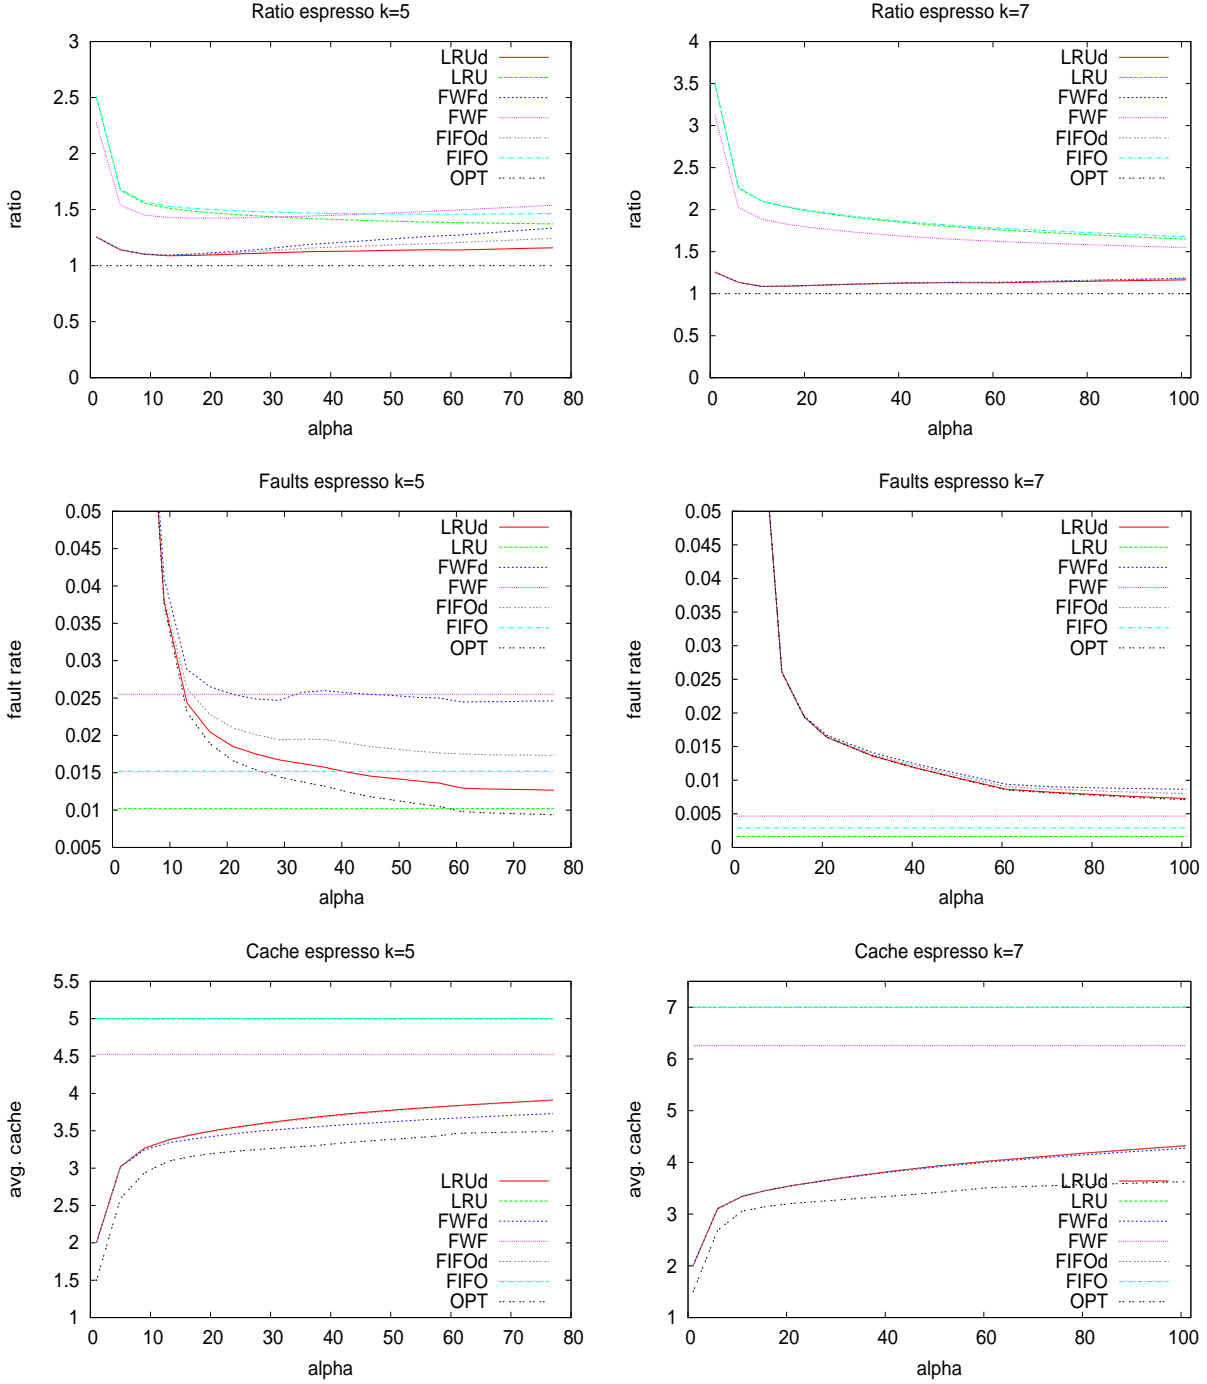 Ratio espresso k=5
3
2.5
2
1.5
1
0.5
0
0 10 20 30 40 50 60 70 80
ratio
alpha
LRUd
LRU
FWFd
FWF
FIFOd
FIFO
OPT
Ratio espresso k=7
4
3.5
3
2.5
2
1.5
1
0.5
0
0 20 40 60 80 100
ratio
alpha
LRUd
LRU
FWFd
FWF
FIFOd
FIFO
OPT
Faults espresso k=5
0.05
0.045
0.04
0.035
0.03
0.025
0.02
0.015
0.01
0.005
0 10 20 30 40 50 60 70 80
fault rate
alpha
LRUd
LRU
FWFd
FWF
FIFOd
FIFO
OPT
Faults espresso k=7
0.05
0.045
0.04
0.035
0.03
0.025
0.02
0.015
0.01
0.005
0
0 20 40 60 80 100
fault rate
alpha
LRUd
LRU
FWFd
FWF
FIFOd
FIFO
OPT
Cache espresso k=5
5.5
5
4.5
4
3.5
3
2.5
2
1.5
1
0 10 20 30 40 50 60 70 80
avg. cache
alpha
LRUd
LRU
FWFd
FWF
FIFOd
FIFO
OPT
Cache espresso k=7
7
6
5
4
3
2
1
0 20 40 60 80 100
avg. cache
alpha
LRUd
LRU
FWFd
FWF
FIFOd
FIFO
OPT